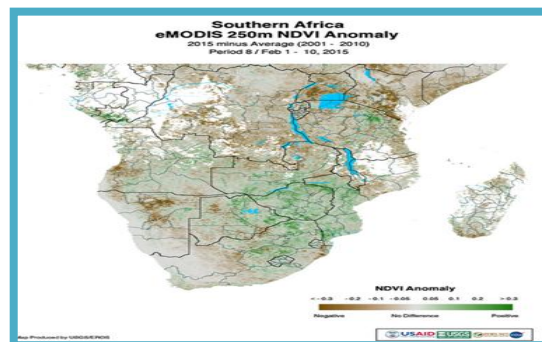 Southern Africa
eMODIS 250m NDVI Anomaly
2015 minus Average (2001 - 2010)
Period 8 / Feb 1 - 10, 2015
NDVI Anomaly
<-0.3 -0.2 -0.1 -0.05 0.05 0.1 0.2 >0.3
Negative No Difference Positive
Map Produced by USGS/EROS
USAID USGS